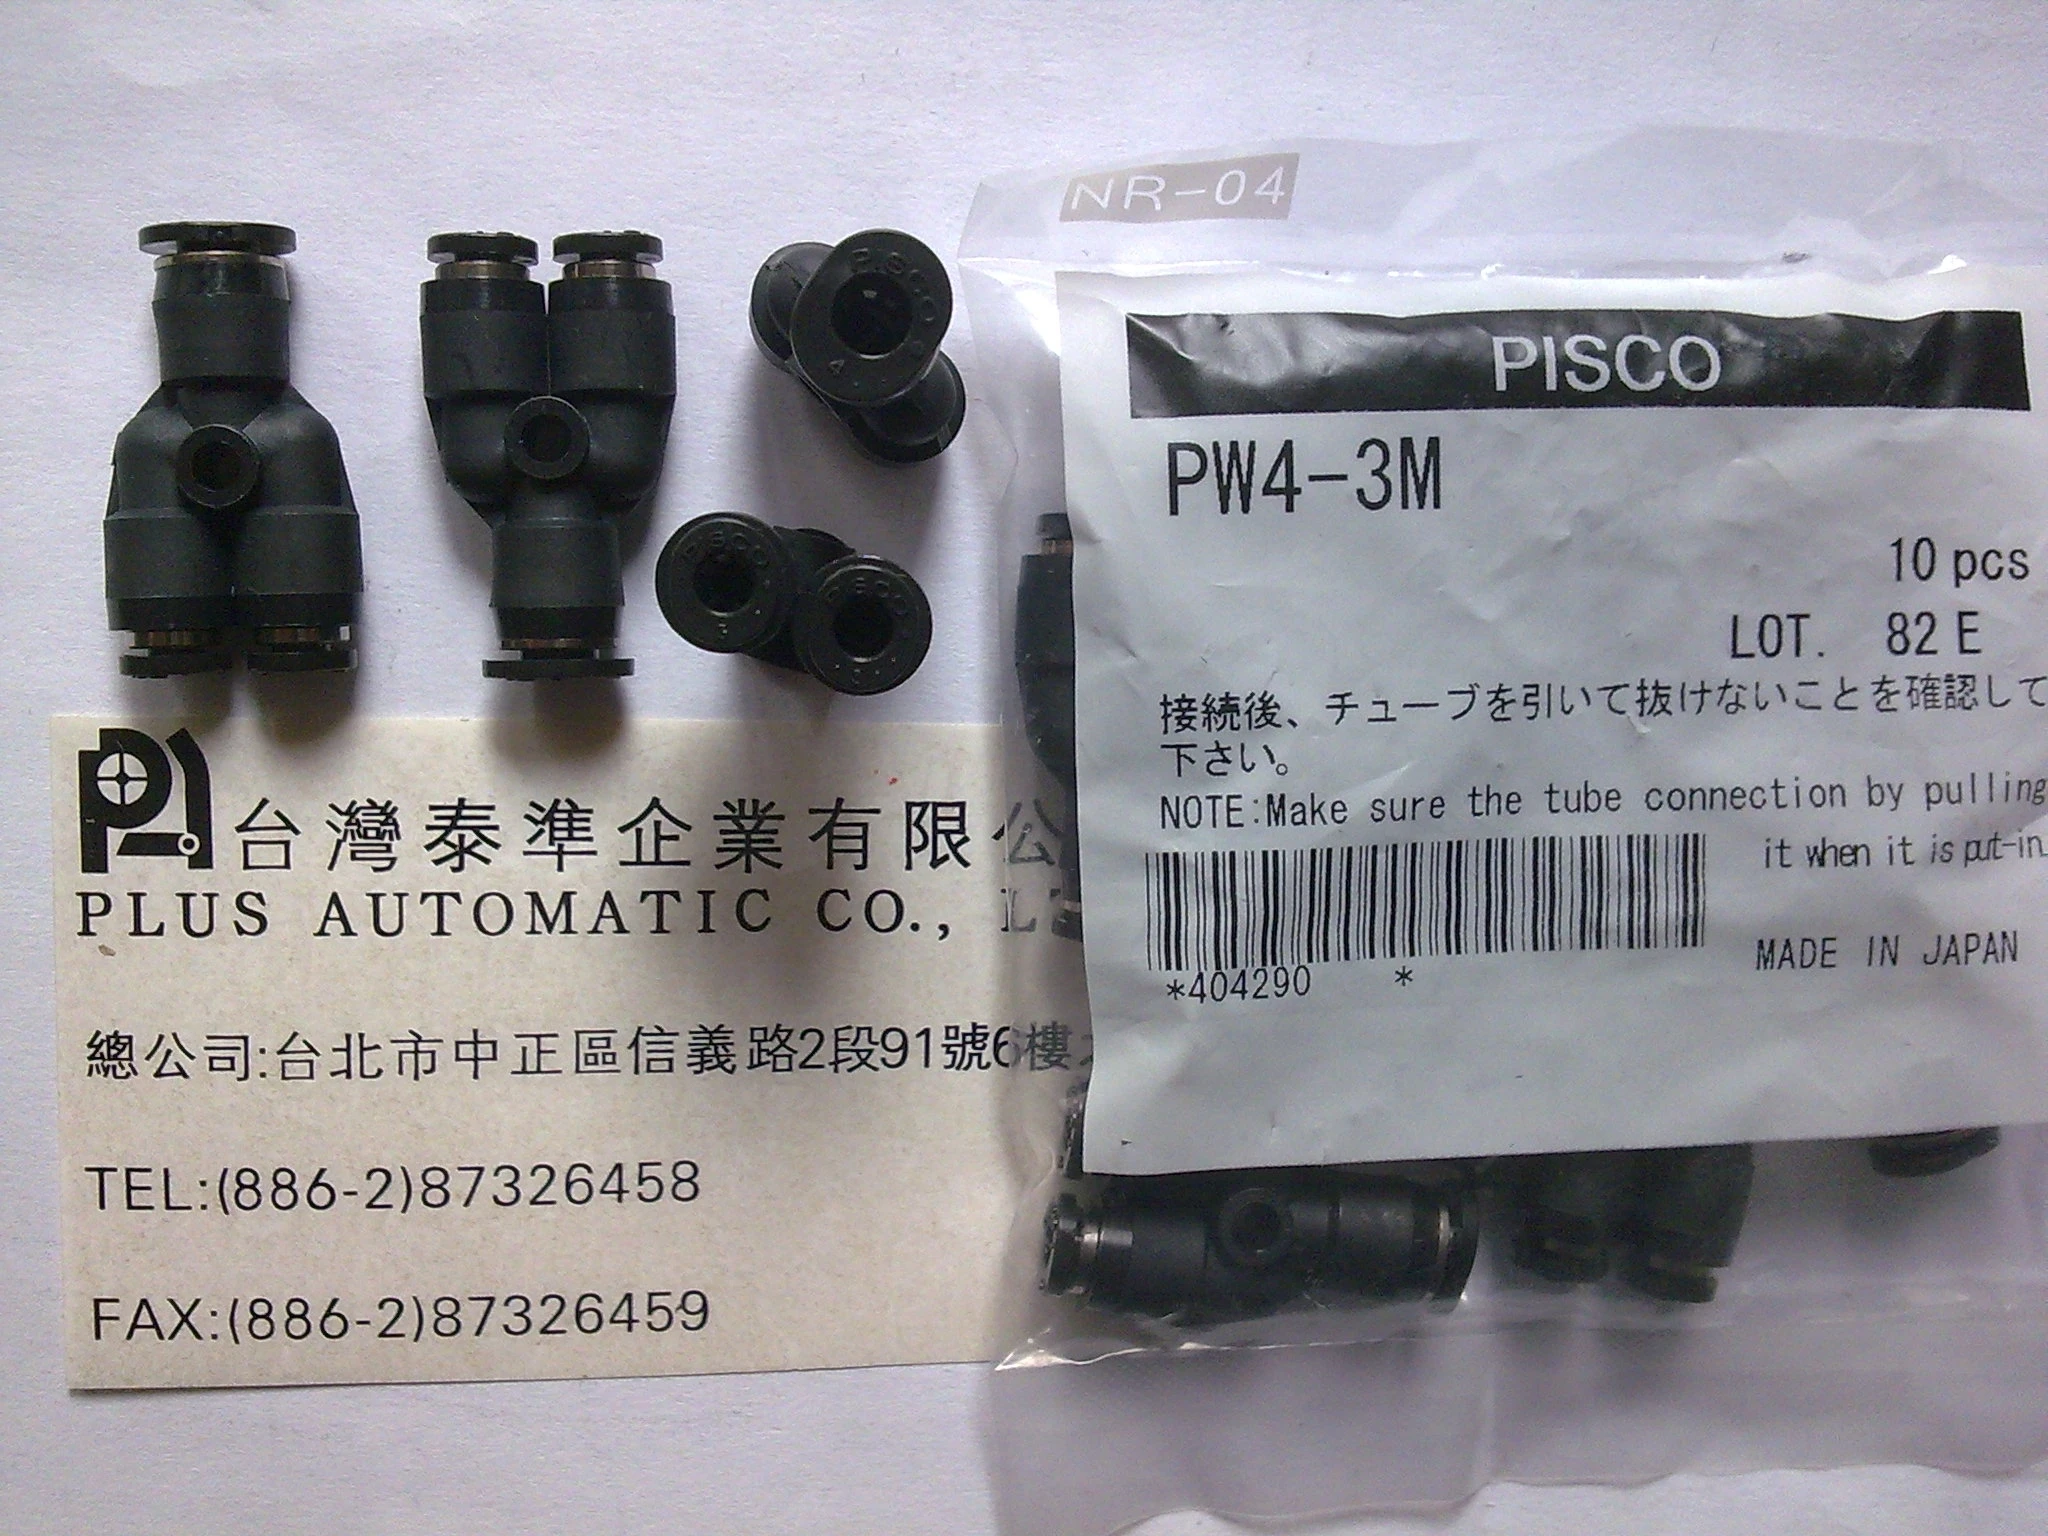 NR-04
PISCO
PW4-3M
10 pcs
LOT. 82 E
接続後、チューブを引いて抜けないことを確認して
下さい。
NOTE:Make sure the tube connection by pulling
it when it is put-in.
*404290 *
MADE IN JAPAN
台灣泰準企業有限公
PLUS AUTOMATIC CO., L
總公司:台北市中正區信義路2段91號6樓
TEL:(886-2)87326458
FAX:(886-2)87326459